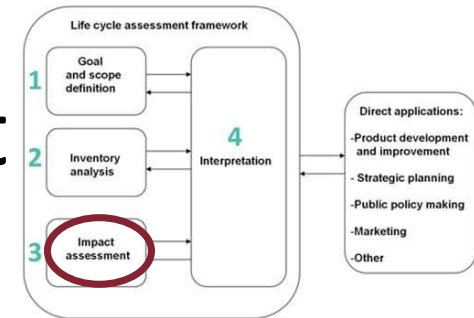 Life cycle assessment framework
1
Goal
and scope
definition
2
Inventory
analysis
3
Impact
assessment
4
Interpretation
Direct applications:
-Product development
and improvement
- Strategic planning
-Public policy making
-Marketing
-Other
t